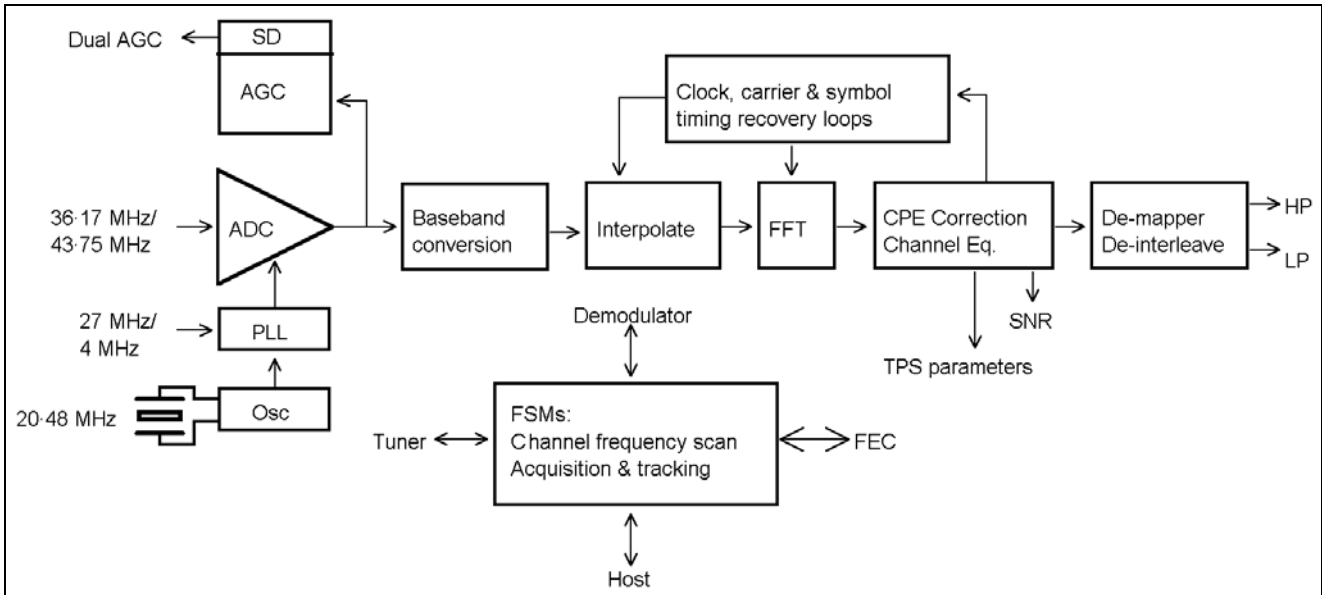 Dual AGC
SD
AGC
Clock, carrier & symbol
timing recovery loops
36·17 MHz/
43·75 MHz
ADC
Baseband
conversion
Interpolate
FFT
CPE Correction
Channel Eq.
De-mapper
De-interleave
HP
LP
27 MHz/
4 MHz
PLL
Demodulator
SNR
TPS parameters
20·48 MHz
Osc
Tuner
FSMs:
Channel frequency scan
Acquisition & tracking
FEC
Host